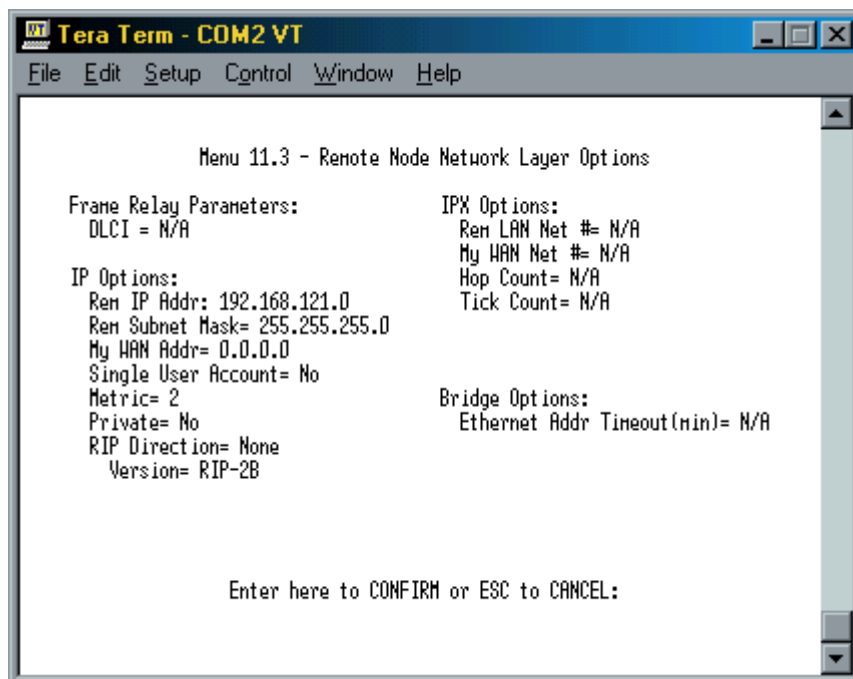 Tera Term - COM2 VT
File Edit Setup Control Window Help
Menu 11.3 - Remote Node Network Layer Options
Frame Relay Parameters:
DLCI = N/A
IP Options:
Rem IP Addr: 192.168.121.0
Rem Subnet Mask= 255.255.255.0
My WAN Addr= 0.0.0.0
Single User Account= No
Metric= 2
Private= No
RIP Direction= None
Version= RIP-2B
IPX Options:
Rem LAN Net #= N/A
My WAN Net #= N/A
Hop Count= N/A
Tick Count= N/A
Bridge Options:
Ethernet Addr Timeout(min)= N/A
Enter here to CONFIRM or ESC to CANCEL: